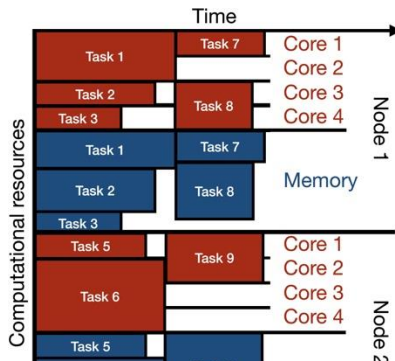 Time
Computational resources
Task 1
Task 7
Core 1
Core 2
Task 2
Task 8
Core 3
Task 3
Core 4
Node 1
Task 1
Task 7
Task 2
Task 8
Memory
Task 3
Task 5
Task 9
Core 1
Core 2
Task 6
Core 3
Core 4
Node 2
Task 5